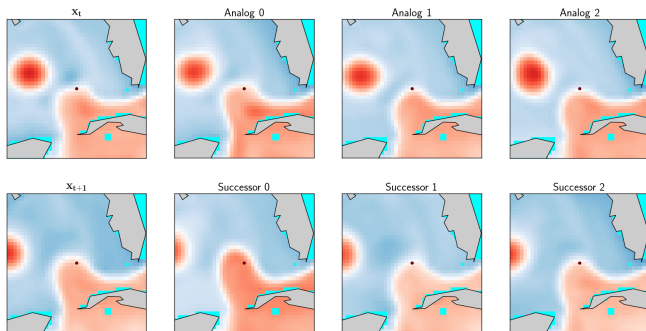 x_t
Analog 0
Analog 1
Analog 2
x_{t+1}
Successor 0
Successor 1
Successor 2